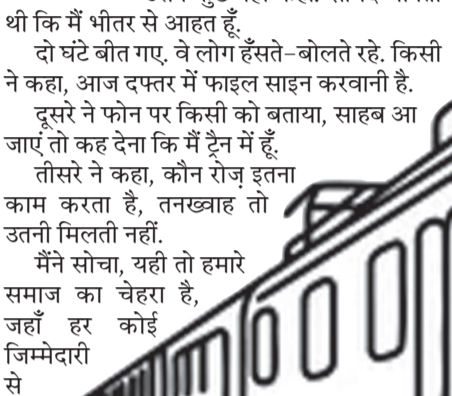 थी कि मैं भीतर से आहत हूँ.
दो घंटे बीत गए. वे लोग हँसते-बोलते रहे. किसी
ने कहा, आज दफ्तर में फाइल साइन करवानी है.
दूसरे ने फोन पर किसी को बताया, साहब आ
जाएं तो कह देना कि मैं ट्रैन में हूँ.
तीसरे ने कहा, कौन रोज़ इतना
काम करता है, तनख्वाह तो
उतनी मिलती नहीं.
मैंने सोचा, यही तो हमारे
समाज का चेहरा है,
जहाँ हर कोई
जिम्मेदारी
से